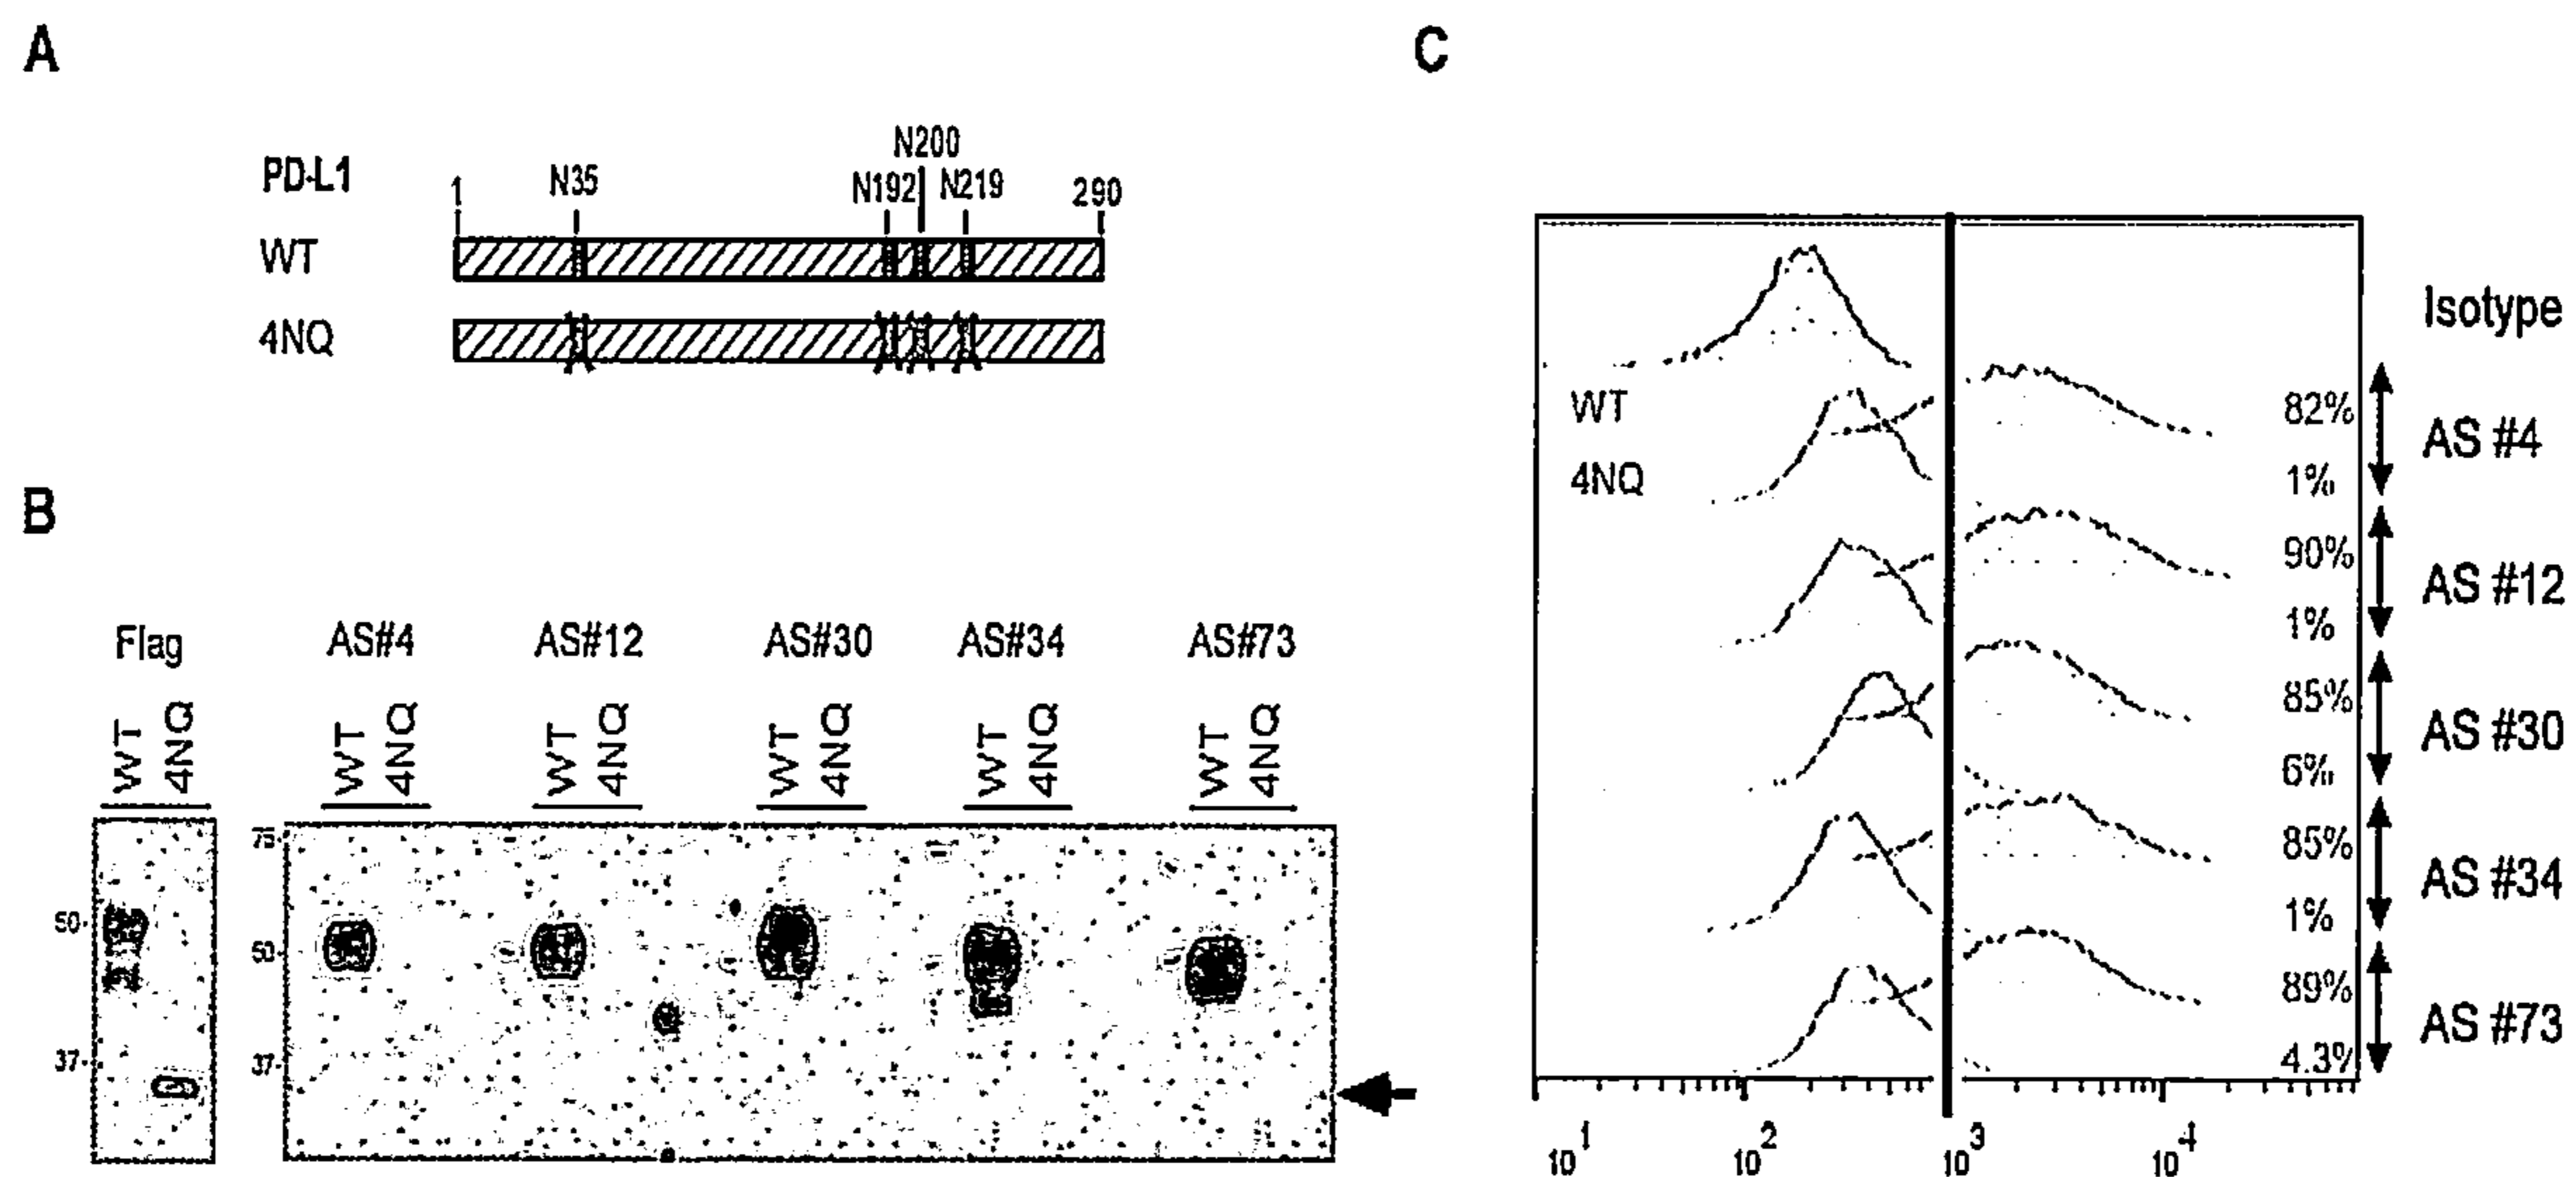 A
C
N200
PD-L1 1 N35 N192 N219 290
WT
4NQ
B
Flag AS#4 AS#12 AS#30 AS#34 AS#73
WT 4NQ WT 4NQ WT 4NQ WT 4NQ WT 4NQ WT 4NQ
75-
50- 50-
37- 37-
Isotype
WT 82%
AS #4
4NQ 1%
90%
AS #12
1%
85%
AS #30
6%
85%
AS #34
1%
89%
AS #73
4.3%
10^1 10^2 10^3 10^4